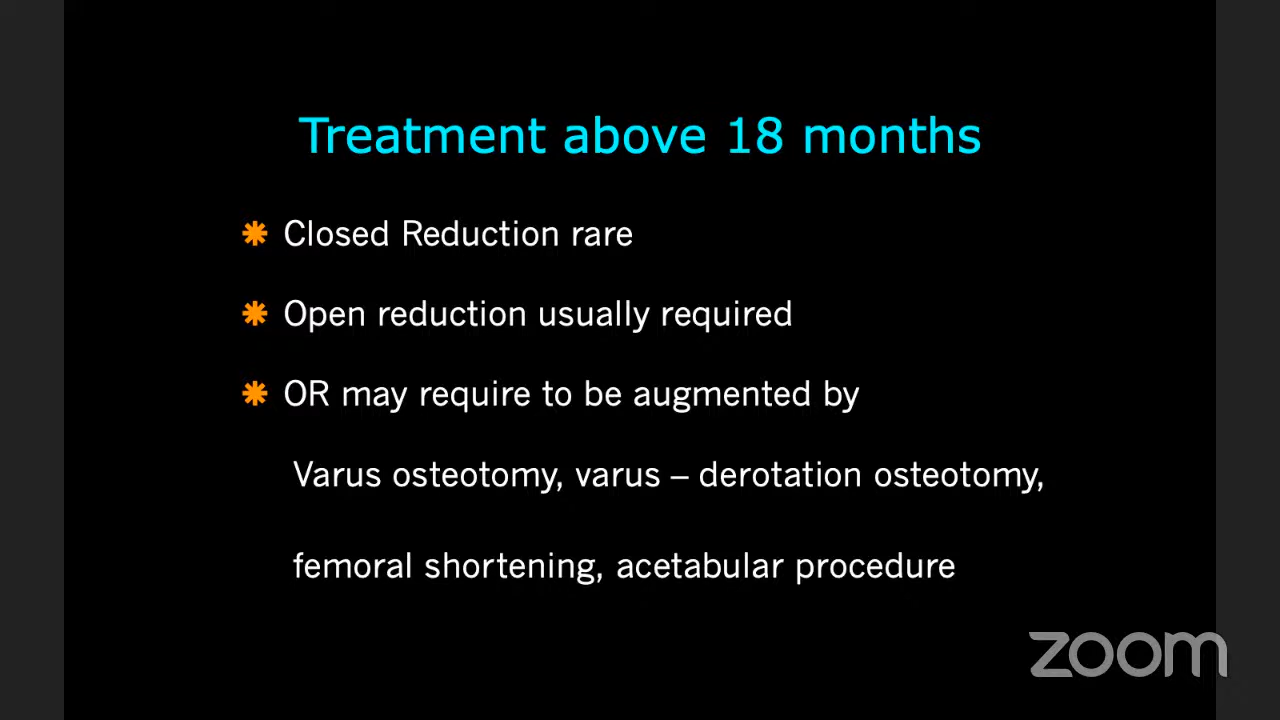 Treatment above 18 months
* Closed Reduction rare
* Open reduction usually required
* OR may require to be augmented by
Varus osteotomy, varus – derotation osteotomy,
femoral shortening, acetabular procedure
zoom